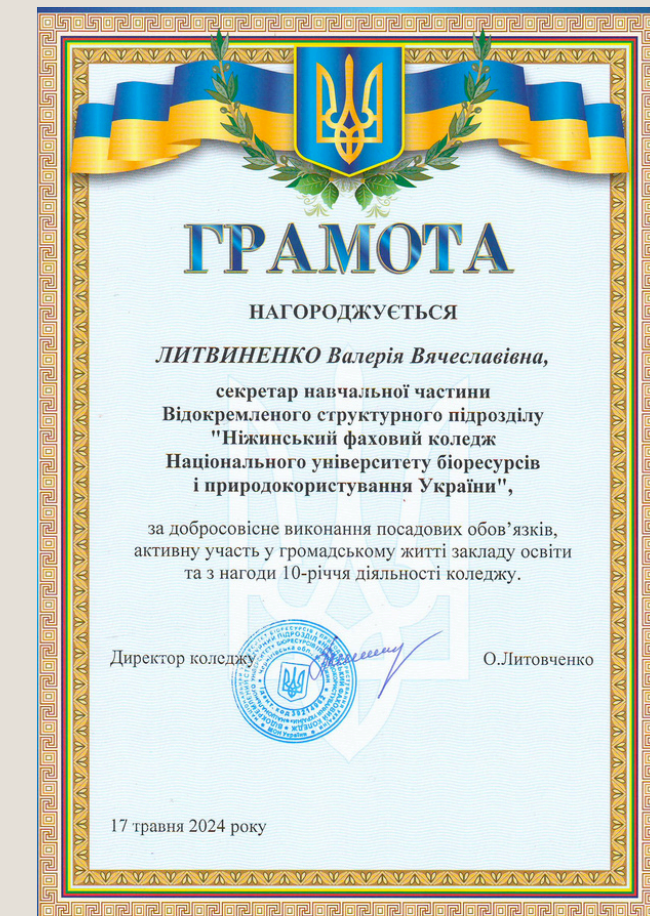 ГРАМОТА
НАГОРОДЖУЄТЬСЯ
ЛИТВИНЕНКО Валерія Вячеславівна,
секретар навчальної частини
Відокремленого структурного підрозділу
"Ніжинський фаховий коледж
Національного університету біоресурсів
і природокористування України",
за добросовісне виконання посадових обов’язків,
активну участь у громадському житті закладу освіти
та з нагоди 10-річчя діяльності коледжу.
Директор коледжу
О.Литовченко
17 травня 2024 року